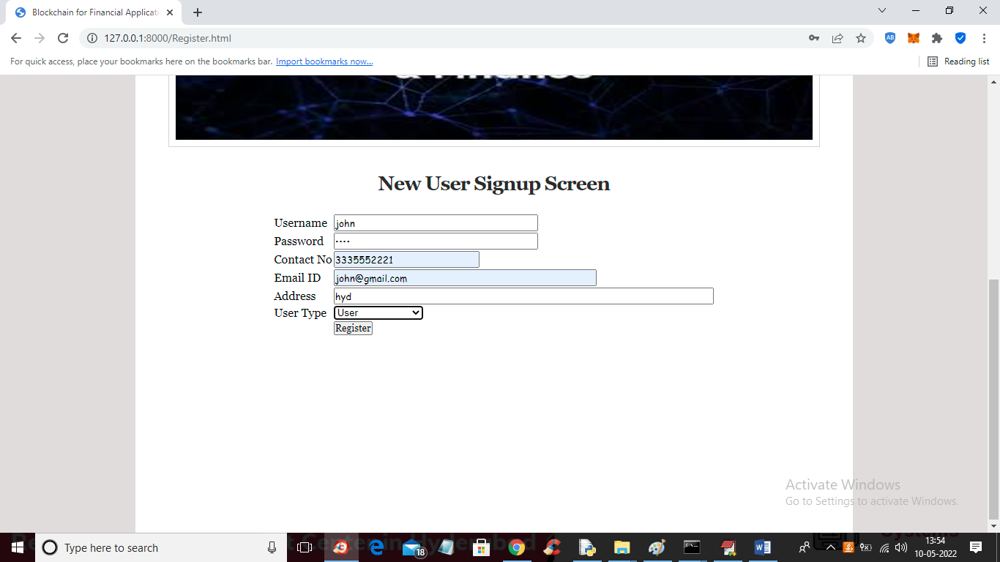 Blockchain for Financial Applicati
127.0.0.1:8000/Register.html
For quick access, place your bookmarks here on the bookmarks bar. Import bookmarks now...
Reading list
New User Signup Screen
Username john
Password ····
Contact No 3335552221
Email ID john@gmail.com
Address hyd
User Type User
Register
Activate Windows
Go to Settings to activate Windows.
Type here to search
18
13:54
10-05-2022